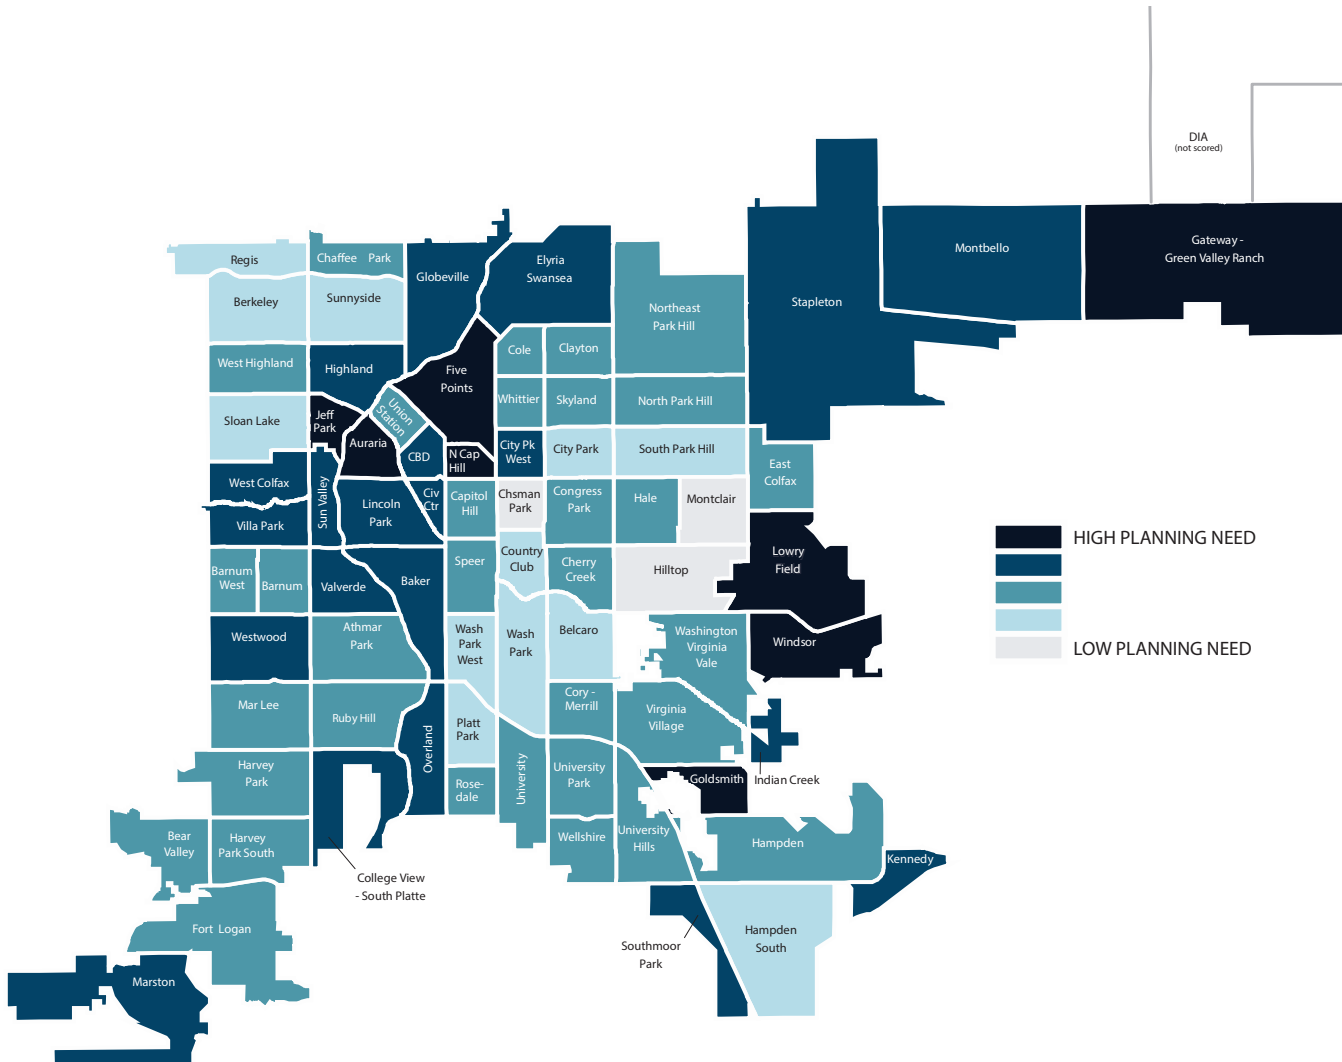 DIA
(not scored)
Gateway -
Green Valley Ranch
Montbello
Stapleton
Regis
Chaffee Park
Globeville
Elyria
Swansea
Berkeley
Sunnyside
Northeast
Park Hill
West Highland
Highland
Five
Points
Cole
Clayton
Whittier
Skyland
North Park Hill
Sloan Lake
Jeff
Park
Union
Station
Auraria
CBD
N Cap
Hill
City Pk
West
City Park
South Park Hill
East
Colfax
West Colfax
Sun Valley
Villa Park
Lincoln
Park
Civ
Ctr
Capitol
Hill
Chsman
Park
Congress
Park
Hale
Montclair
HIGH PLANNING NEED
LOW PLANNING NEED
Barnum
West
Barnum
Valverde
Baker
Speer
Country
Club
Cherry
Creek
Hilltop
Lowry
Field
Westwood
Athmar
Park
Wash
Park
West
Wash
Park
Belcaro
Washington
Virginia
Vale
Windsor
Mar Lee
Ruby Hill
Overland
Platt
Park
Cory -
Merrill
Virginia
Village
Harvey
Park
Rose-
dale
University
University
Park
Goldsmith
Indian Creek
Bear
Valley
Harvey
Park South
Wellshire
University
Hills
Hampden
Kennedy
College View
- South Platte
Fort Logan
Southmoor
Park
Hampden
South
Marston